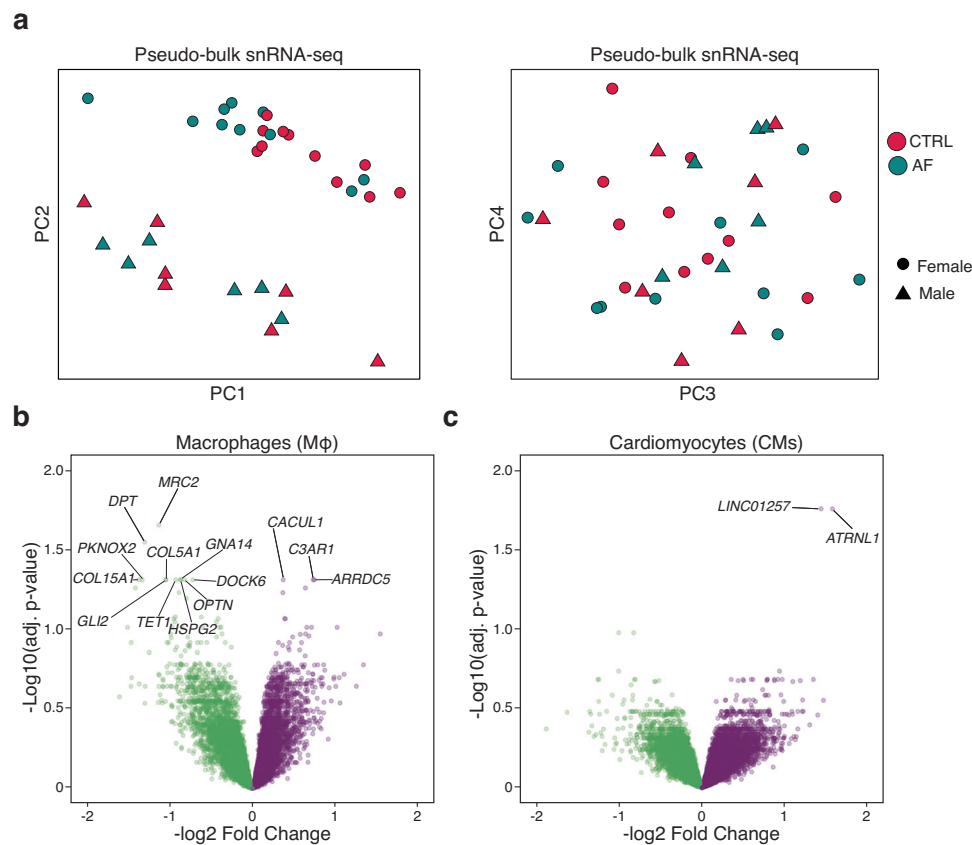 a
Pseudo-bulk snRNA-seq
Pseudo-bulk snRNA-seq
PC2
PC1
PC4
PC3
CTRL
AF
Female
Male
b
Macrophages (Mφ)
-Log10(adj. p-value)
2.0
1.5
1.0
0.5
0
MRC2
DPT
CACUL1
PKNOX2
COL5A1
GNA14
C3AR1
COL15A1
DOCK6
ARRDC5
OPTN
GLI2
TET1
HSPG2
-2
-1
0
1
2
-log2 Fold Change
c
Cardiomyocytes (CMs)
-Log10(adj. p-value)
2.0
1.5
1.0
0.5
0
LINC01257
ATRNL1
-2
-1
0
1
2
-log2 Fold Change